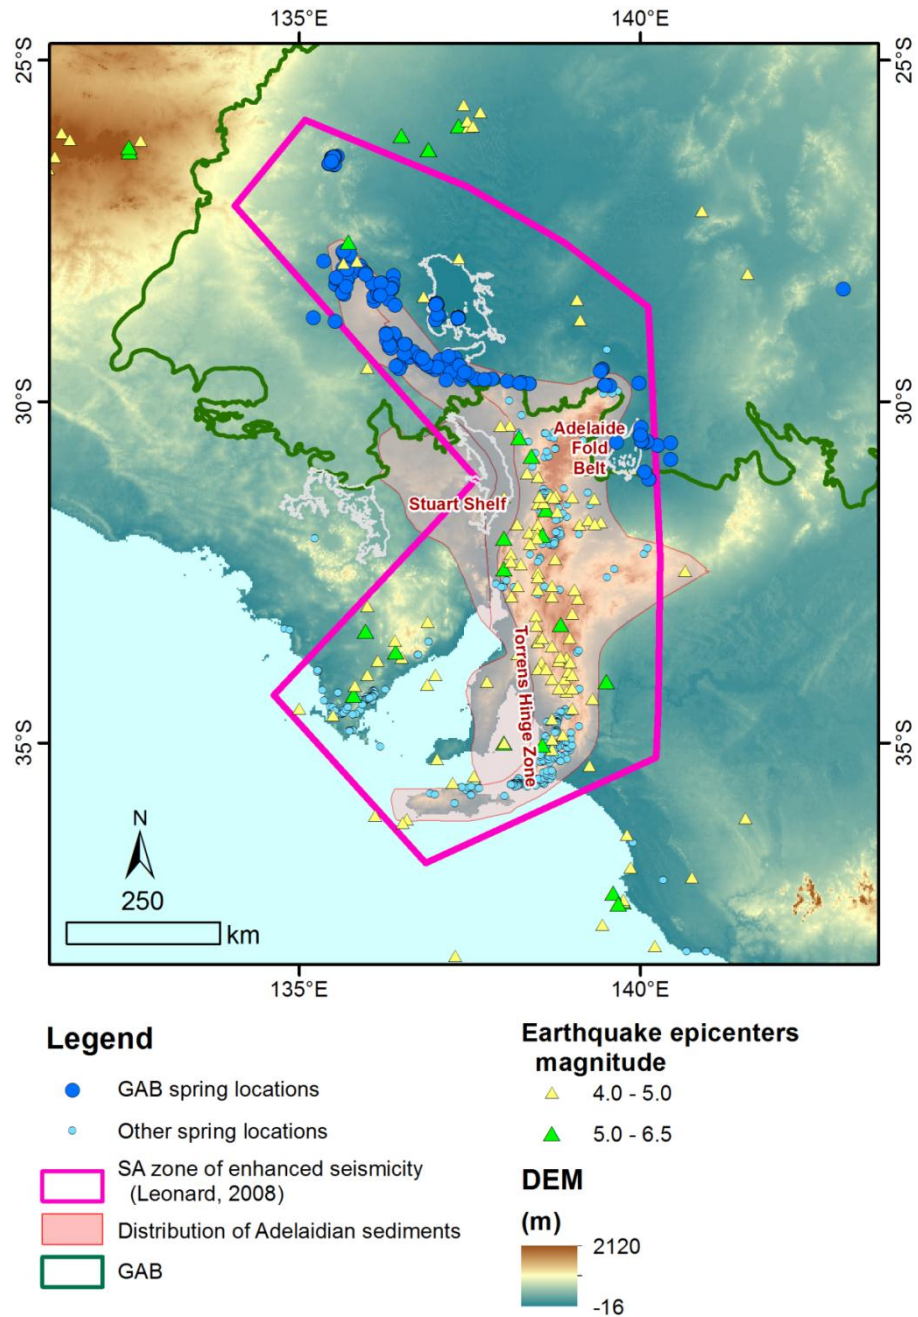 135°E 140°E
25°S 25°S
30°S 30°S
Adelaide
Fold
Belt
Stuart Shelf
Torrens Hinge Zone
35°S 35°S
N
250
km
135°E 140°E
Legend
GAB spring locations
Other spring locations
SA zone of enhanced seismicity
(Leonard, 2008)
Distribution of Adelaidian sediments
GAB
Earthquake epicenters
magnitude
4.0 - 5.0
5.0 - 6.5
DEM
(m)
2120
-16